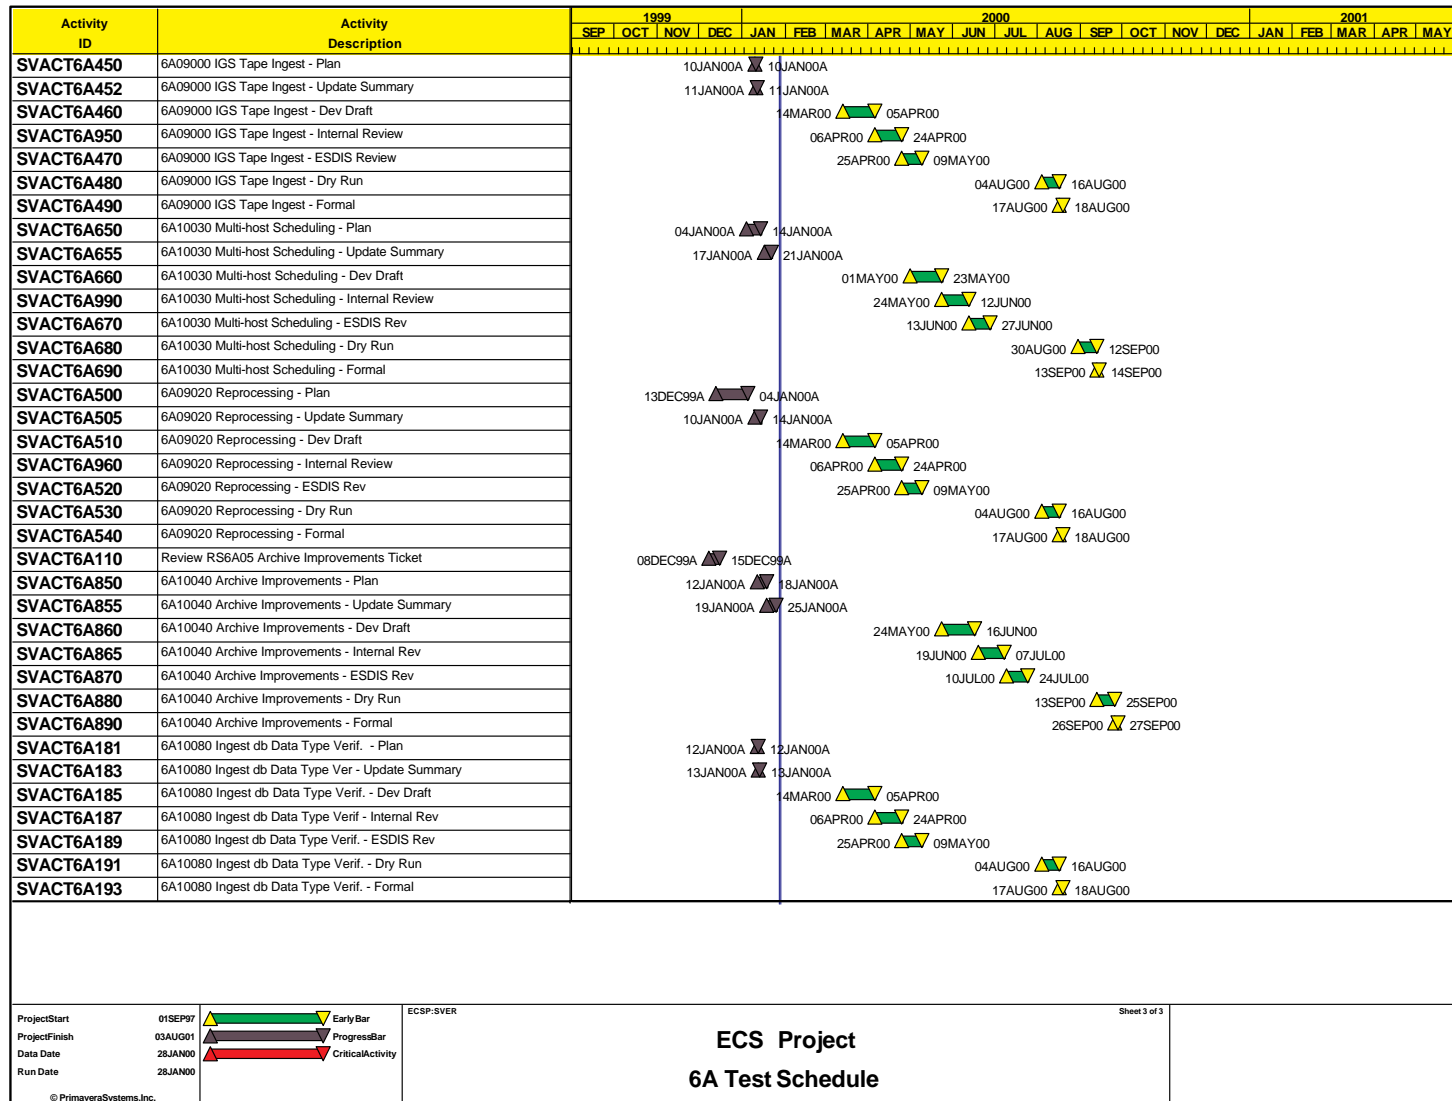 Activity Activity 1999 2000 2001
ID Description SEP OCT NOV DEC JAN FEB MAR APR MAY JUN JUL AUG SEP OCT NOV DEC JAN FEB MAR APR MAY
SVACT6A450 6A09000 IGS Tape Ingest - Plan 10JAN00A 10JAN00A
SVACT6A452 6A09000 IGS Tape Ingest - Update Summary 11JAN00A 11JAN00A
SVACT6A460 6A09000 IGS Tape Ingest - Dev Draft 14MAR00 05APR00
SVACT6A950 6A09000 IGS Tape Ingest - Internal Review 06APR00 24APR00
SVACT6A470 6A09000 IGS Tape Ingest - ESDIS Review 25APR00 09MAY00
SVACT6A480 6A09000 IGS Tape Ingest - Dry Run 04AUG00 16AUG00
SVACT6A490 6A09000 IGS Tape Ingest - Formal 17AUG00 18AUG00
SVACT6A650 6A10030 Multi-host Scheduling - Plan 04JAN00A 14JAN00A
SVACT6A655 6A10030 Multi-host Scheduling - Update Summary 17JAN00A 21JAN00A
SVACT6A660 6A10030 Multi-host Scheduling - Dev Draft 01MAY00 23MAY00
SVACT6A990 6A10030 Multi-host Scheduling - Internal Review 24MAY00 12JUN00
SVACT6A670 6A10030 Multi-host Scheduling - ESDIS Rev 13JUN00 27JUN00
SVACT6A680 6A10030 Multi-host Scheduling - Dry Run 30AUG00 12SEP00
SVACT6A690 6A10030 Multi-host Scheduling - Formal 13SEP00 14SEP00
SVACT6A500 6A09020 Reprocessing - Plan 13DEC99A 04JAN00A
SVACT6A505 6A09020 Reprocessing - Update Summary 10JAN00A 14JAN00A
SVACT6A510 6A09020 Reprocessing - Dev Draft 14MAR00 05APR00
SVACT6A960 6A09020 Reprocessing - Internal Review 06APR00 24APR00
SVACT6A520 6A09020 Reprocessing - ESDIS Rev 25APR00 09MAY00
SVACT6A530 6A09020 Reprocessing - Dry Run 04AUG00 16AUG00
SVACT6A540 6A09020 Reprocessing - Formal 17AUG00 18AUG00
SVACT6A110 Review RS6A05 Archive Improvements Ticket 08DEC99A 15DEC99A
SVACT6A850 6A10040 Archive Improvements - Plan 12JAN00A 18JAN00A
SVACT6A855 6A10040 Archive Improvements - Update Summary 19JAN00A 25JAN00A
SVACT6A860 6A10040 Archive Improvements - Dev Draft 24MAY00 16JUN00
SVACT6A865 6A10040 Archive Improvements - Internal Rev 19JUN00 07JUL00
SVACT6A870 6A10040 Archive Improvements - ESDIS Rev 10JUL00 24JUL00
SVACT6A880 6A10040 Archive Improvements - Dry Run 13SEP00 25SEP00
SVACT6A890 6A10040 Archive Improvements - Formal 26SEP00 27SEP00
SVACT6A181 6A10080 Ingest db Data Type Verif. - Plan 12JAN00A 12JAN00A
SVACT6A183 6A10080 Ingest db Data Type Ver - Update Summary 13JAN00A 13JAN00A
SVACT6A185 6A10080 Ingest db Data Type Verif. - Dev Draft 14MAR00 05APR00
SVACT6A187 6A10080 Ingest db Data Type Verif - Internal Rev 06APR00 24APR00
SVACT6A189 6A10080 Ingest db Data Type Verif. - ESDIS Rev 25APR00 09MAY00
SVACT6A191 6A10080 Ingest db Data Type Verif. - Dry Run 04AUG00 16AUG00
SVACT6A193 6A10080 Ingest db Data Type Verif. - Formal 17AUG00 18AUG00
ProjectStart 01SEP97 EarlyBar ECSP:SVER Sheet 3 of 3
ProjectFinish 03AUG01 ProgressBar
Data Date 28JAN00 CriticalActivity
Run Date 28JAN00
© PrimaveraSystems,Inc.
ECS Project
6A Test Schedule